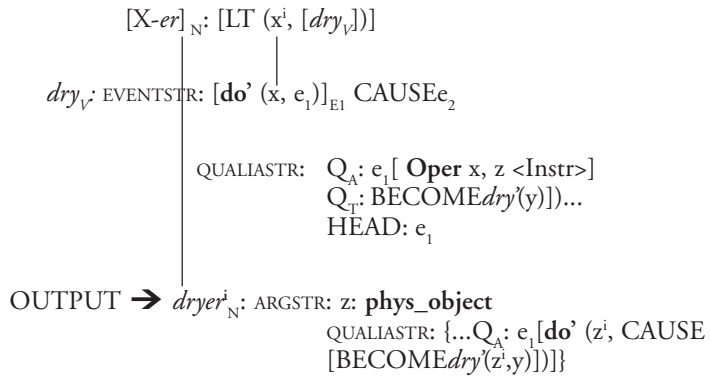 [X-er]N: [LT (xⁱ, [dryV])]
dryV: EVENTSTR: [do’ (x, e₁)]E1 CAUSEe₂
QUALIASTR: QA: e₁[ Oper x, z <Instr>]
QT: BECOMEdry’(y)])...
HEAD: e₁
OUTPUT ➔ dryerⁱN: ARGSTR: z: phys_object
QUALIASTR: {...QA: e₁[do’ (zⁱ, CAUSE
[BECOMEdry’(zⁱ,y)])]}